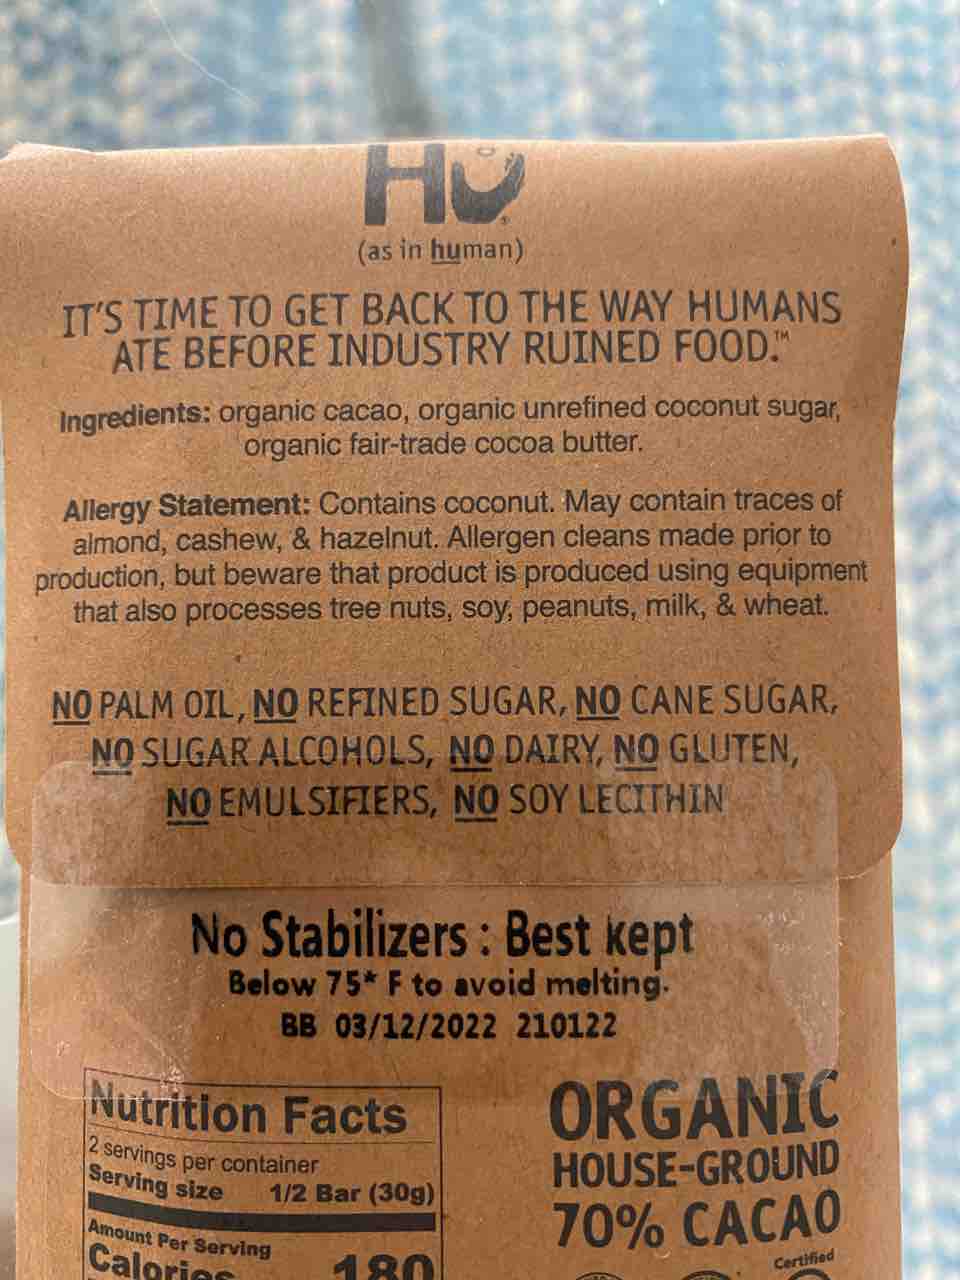 Hu
(as in human)
IT'S TIME TO GET BACK TO THE WAY HUMANS
ATE BEFORE INDUSTRY RUINED FOOD.™
Ingredients: organic cacao, organic unrefined coconut sugar,
organic fair-trade cocoa butter.
Allergy Statement: Contains coconut. May contain traces of
almond, cashew, & hazelnut. Allergen cleans made prior to
production, but beware that product is produced using equipment
that also processes tree nuts, soy, peanuts, milk, & wheat.
NO PALM OIL, NO REFINED SUGAR, NO CANE SUGAR,
NO SUGAR ALCOHOLS, NO DAIRY, NO GLUTEN,
NO EMULSIFIERS, NO SOY LECITHIN
No Stabilizers : Best kept
Below 75* F to avoid melting.
BB 03/12/2022 210122
Nutrition Facts
2 servings per container
Serving size 1/2 Bar (30g)
Amount Per Serving
Calories 180
ORGANIC
HOUSE-GROUND
70% CACAO
Certified